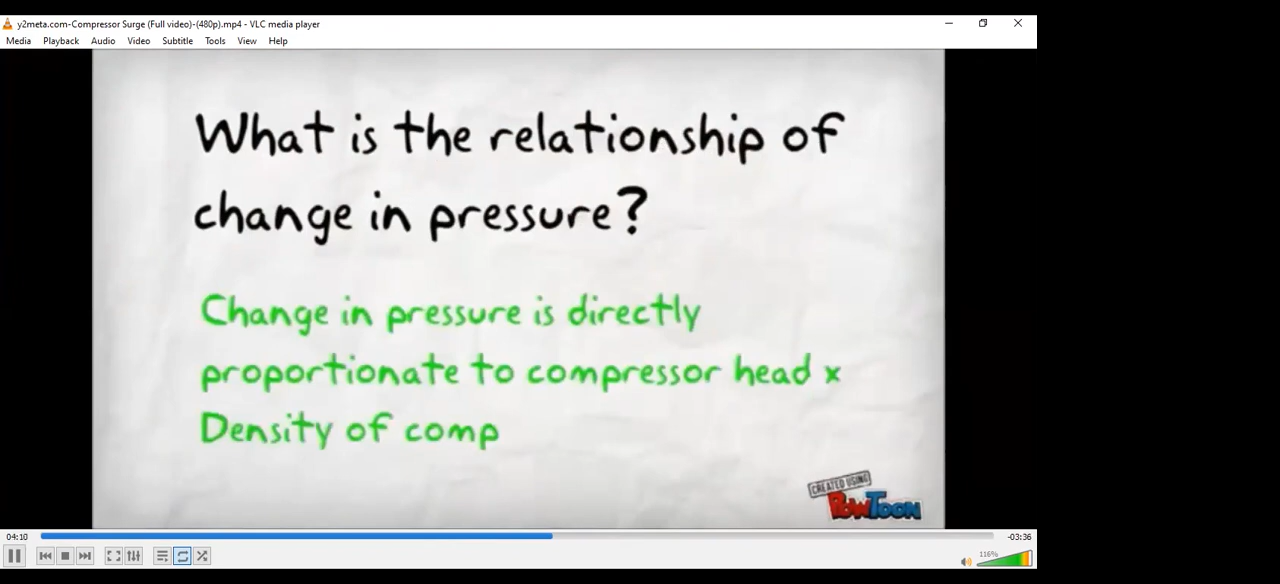 y2meta.com-Compressor Surge (Full video)-(480p).mp4 - VLC media player
Media Playback Audio Video Subtitle Tools View Help
What is the relationship of
change in pressure?
Change in pressure is directly
proportionate to compressor head x
Density of comp
CREATED USING
POWTOON
04:10
-03:36
116%